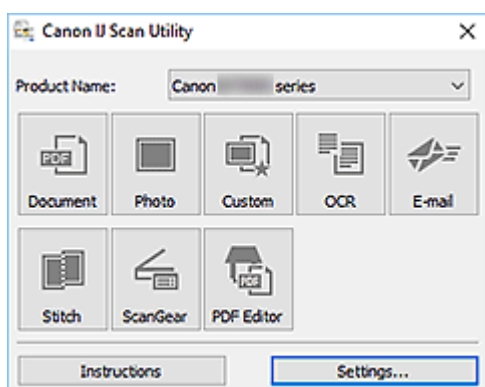 Canon IJ Scan Utility
Product Name: Canon series
PDF
Document Photo Custom OCR E-mail
PDF
Stitch ScanGear PDF Editor
Instructions Settings...